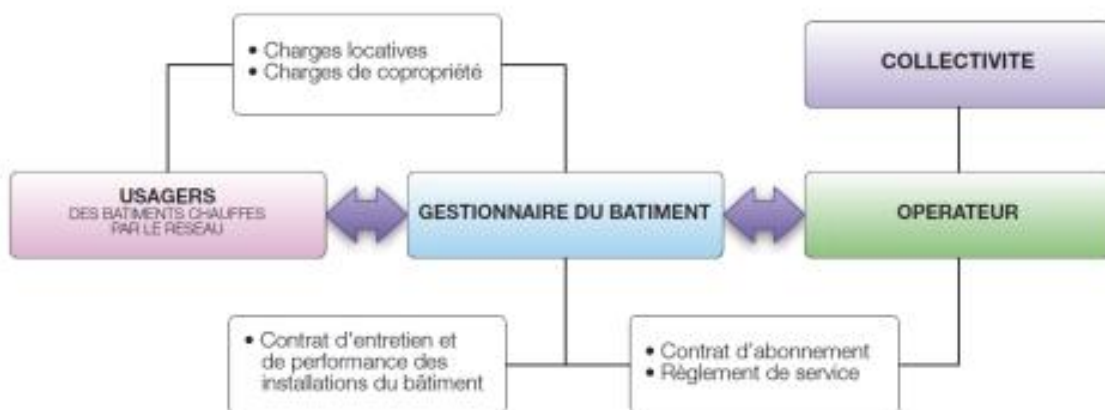 • Charges locatives
• Charges de copropriété
COLLECTIVITE
USAGERS
DES BATIMENTS CHAUFFES
PAR LE RESEAU
GESTIONNAIRE DU BATIMENT
OPERATEUR
• Contrat d'entretien et
de performance des
installations du bâtiment
• Contrat d'abonnement
• Règlement de service